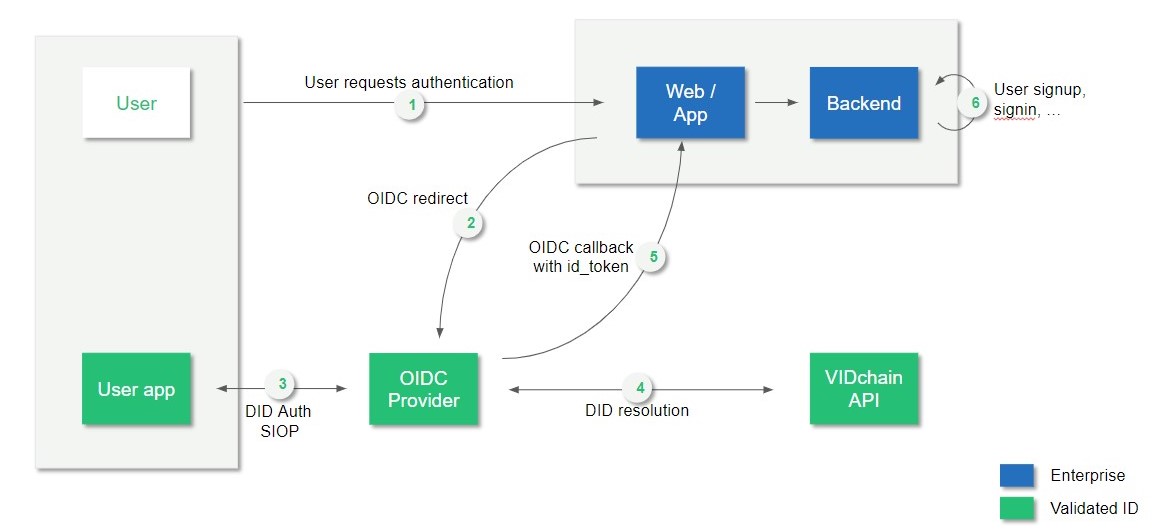 User
User requests authentication
1
Web /
App
Backend
6
User signup,
signin, ...
OIDC redirect
2
OIDC callback
with id_token
5
User app
3
DID Auth
SIOP
OIDC
Provider
4
DID resolution
VIDchain
API
Enterprise
Validated ID